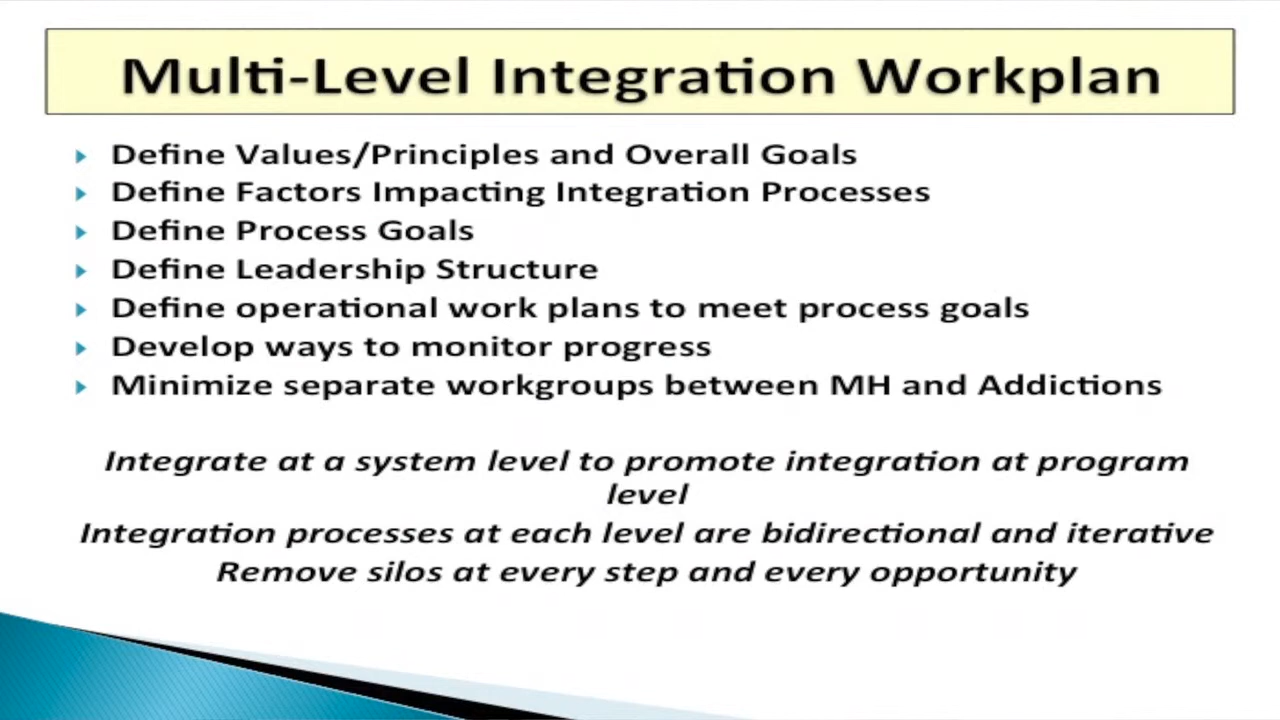 Multi-Level Integration Workplan
Define Values/Principles and Overall Goals
Define Factors Impacting Integration Processes
Define Process Goals
Define Leadership Structure
Define operational work plans to meet process goals
Develop ways to monitor progress
Minimize separate workgroups between MH and Addictions
Integrate at a system level to promote integration at program
level
Integration processes at each level are bidirectional and iterative
Remove silos at every step and every opportunity